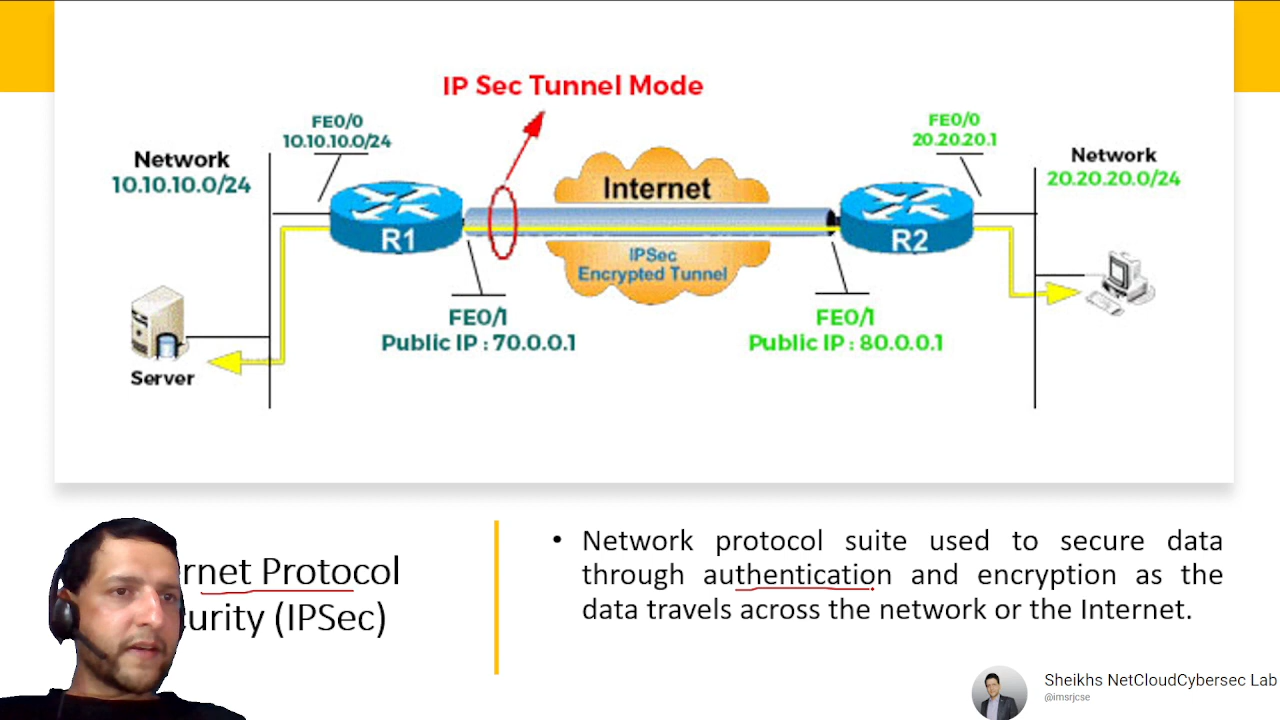 IP Sec Tunnel Mode
FE0/0
10.10.10.0/24
FE0/0
20.20.20.1
Network
10.10.10.0/24
Network
20.20.20.0/24
Internet
R1
R2
IPSec
Encrypted Tunnel
FE0/1
Public IP : 70.0.0.1
FE0/1
Public IP : 80.0.0.1
Server
rnet Protocol
curity (IPSec)
• Network protocol suite used to secure data
through authentication and encryption as the
data travels across the network or the Internet.
Sheikhs NetCloudCybersec Lab
@imsrjcse